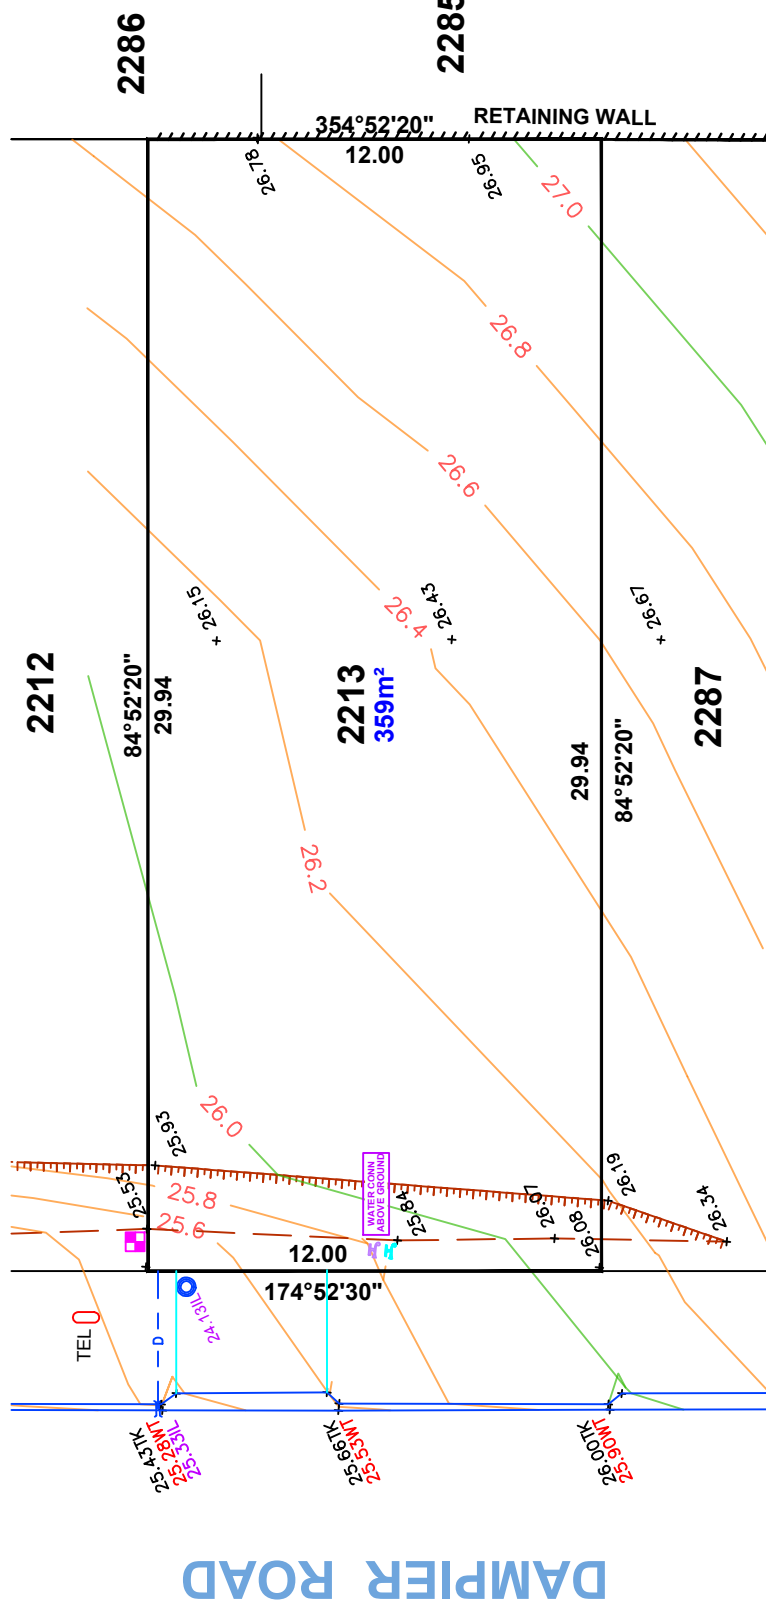 2286
2285
354°52'20"
RETAINING WALL
12.00
26.78
26.95
27.0
26.8
26.6
26.4
26.15
26.43
26.67
2212
84°52'20"
29.94
2213
359m²
2287
29.94
84°52'20"
26.2
26.0
25.93
25.53
25.8
25.6
WATER CONN
ABOVE GROUND
25.84
26.07
26.08
26.19
26.34
12.00
174°52'30"
24.13IL
TEL
D
25.43TK
25.28WT
25.33IL
25.66TK
25.53WT
26.00TK
25.90WT
DAMPIER ROAD